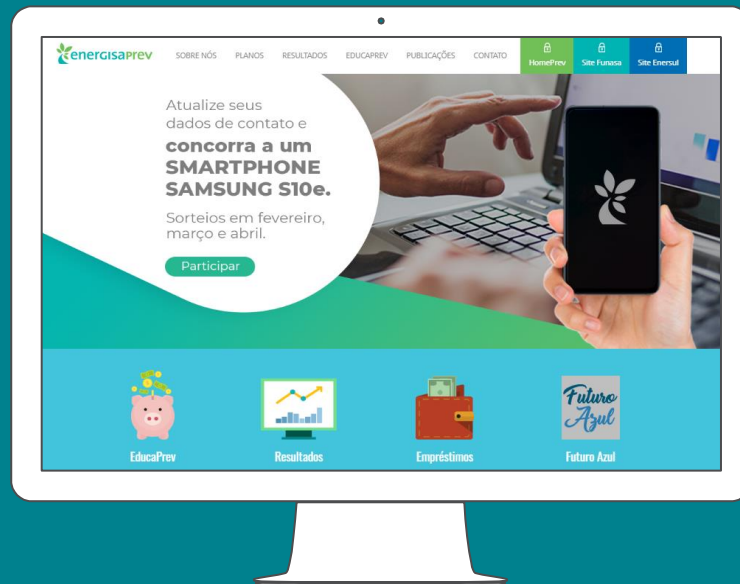 energisaprev
SOBRE NÓS PLANOS RESULTADOS EDUCAPREV PUBLICAÇÕES CONTATO HomePrev Site Funasa Site Enersul
Atualize seus
dados de contato e
concorra a um
SMARTPHONE
SAMSUNG S10e.
Sorteios em fevereiro,
março e abril.
Participar
Futuro
Azul
EducaPrev Resultados Empréstimos Futuro Azul